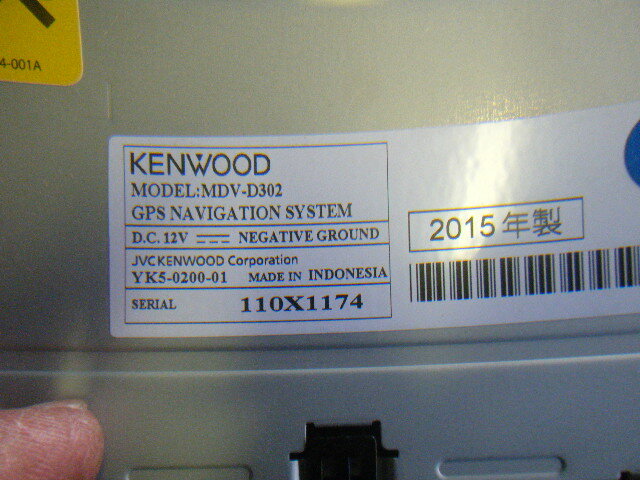 4-001A
KENWOOD
MODEL:MDV-D302
GPS NAVIGATION SYSTEM
D.C. 12V NEGATIVE GROUND
JVCKENWOOD Corporation
YK5-0200-01 MADE IN INDONESIA
SERIAL 110X1174
2015年製